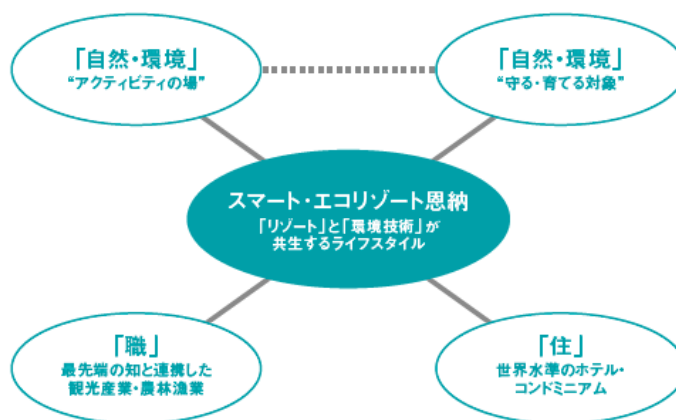 「自然・環境」
“アクティビティの場”
「自然・環境」
“守る・育てる対象”
スマート・エコリゾート恩納
「リゾート」と「環境技術」が
共生するライフスタイル
「職」
最先端の知と連携した
観光産業・農林漁業
「住」
世界水準のホテル・
コンドミニアム